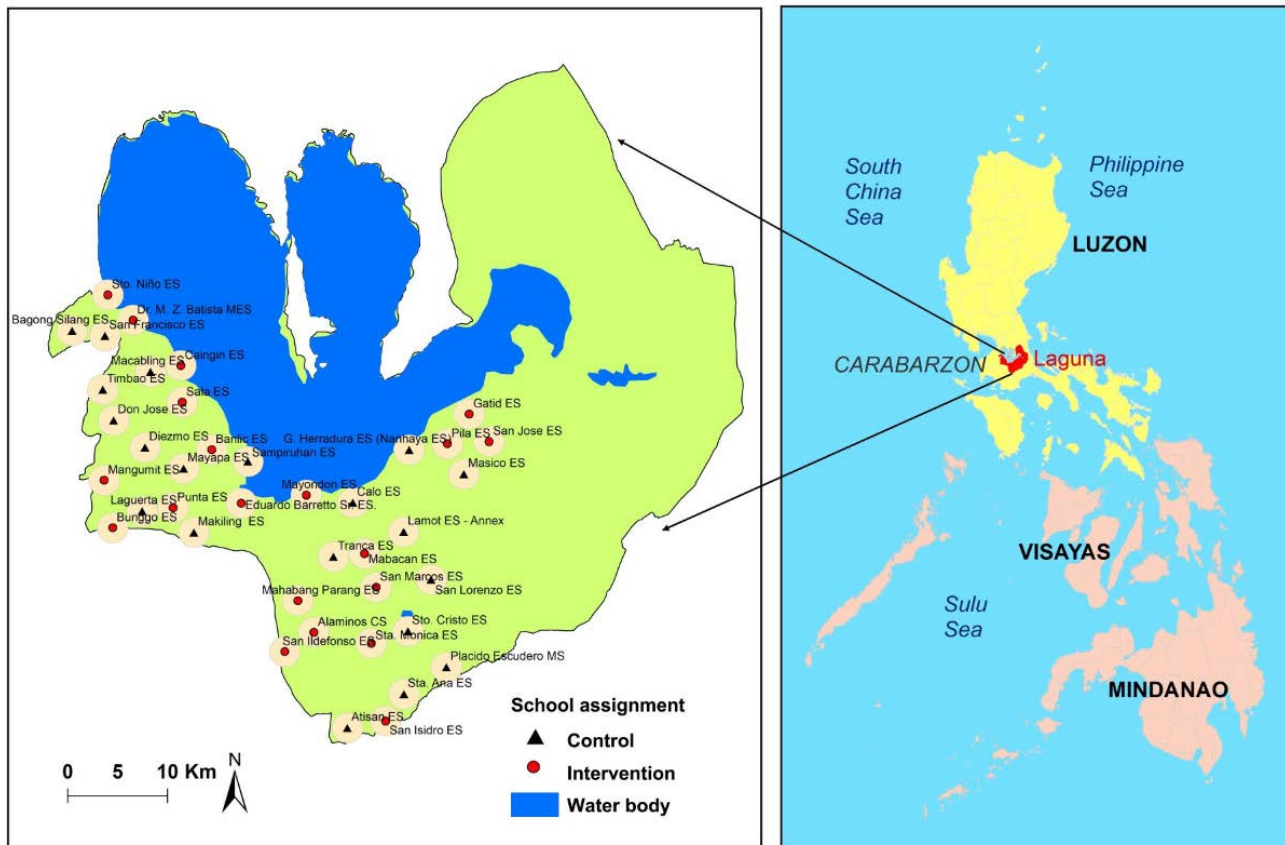 Sto. Niño ES
Dr. M. Z. Batista MES
Bagong Silang ES
San Francisco ES
Macabling ES
Caingin ES
Timbao ES
Sala ES
Don Jose ES
Gatid ES
Diezmo ES
Banlic ES
G. Herradura ES (Nanhaya ES)
Pila ES
San Jose ES
Mayapa ES
Sampiruhan ES
Mangumit ES
Masico ES
Mayondon ES
Calo ES
Laguerta ES
Punta ES
Eduardo Barretto Sr. ES.
Bunggo ES
Makiling ES
Lamot ES - Annex
Tranca ES
Mabacan ES
San Marcos ES
San Lorenzo ES
Mahabang Parang ES
Alaminos CS
Sto. Cristo ES
San Ildefonso ES
Sta. Monica ES
Placido Escudero MS
Sta. Ana ES
Atisan ES
San Isidro ES
School assignment
Control
Intervention
Water body
0 5 10 Km
N
South
China
Sea
Philippine
Sea
LUZON
CARABARZON
Laguna
VISAYAS
Sulu
Sea
MINDANAO